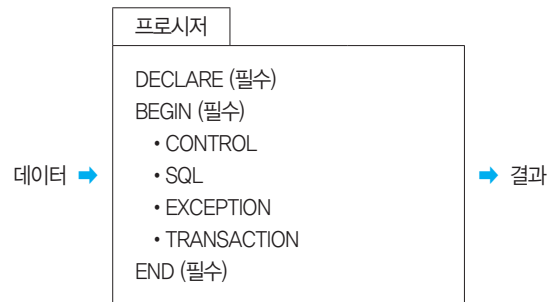 프로시저
DECLARE (필수)
BEGIN (필수)
• CONTROL
데이터 ➡ • SQL ➡ 결과
• EXCEPTION
• TRANSACTION
END (필수)